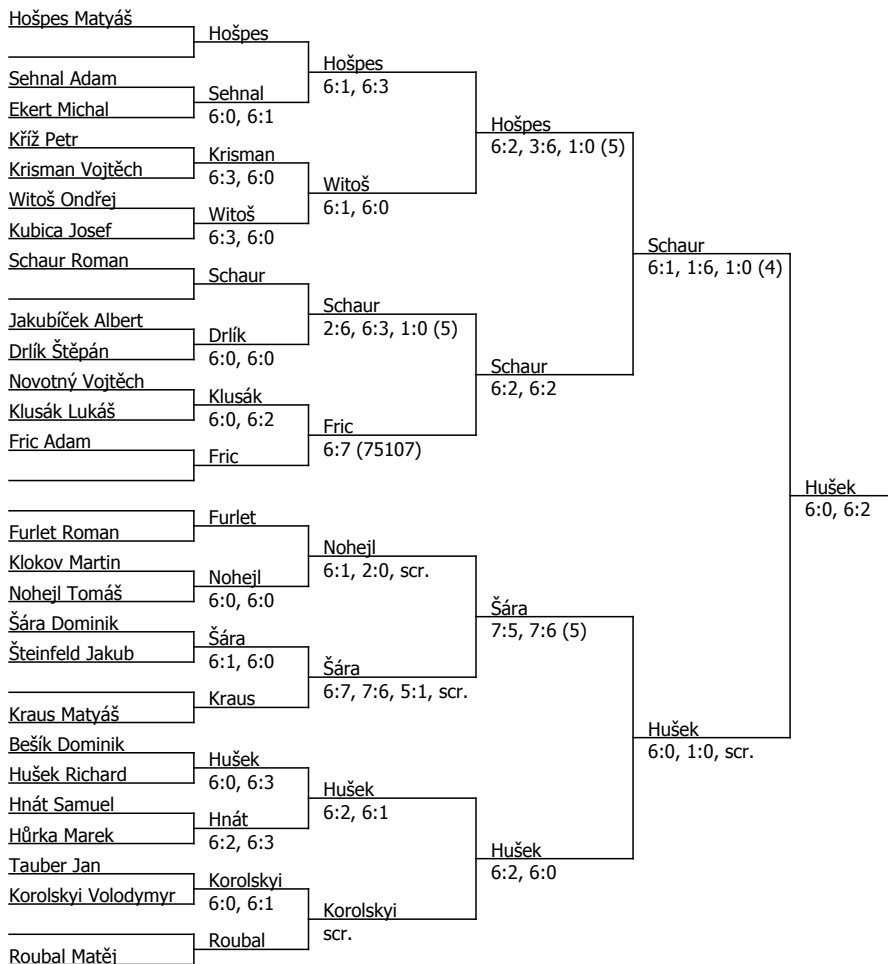 Hošpes Matyáš
Hošpes
Hošpes
6:1, 6:3
Sehnal Adam
Sehnal
6:0, 6:1
Ekert Michal
Hošpes
6:2, 3:6, 1:0 (5)
Kříž Petr
Krisman
6:3, 6:0
Krisman Vojtěch
Witoš
6:1, 6:0
Witoš Ondřej
Witoš
6:3, 6:0
Kubica Josef
Schaur
6:1, 1:6, 1:0 (4)
Schaur Roman
Schaur
Schaur
2:6, 6:3, 1:0 (5)
Jakubíček Albert
Drlík
6:0, 6:0
Drlík Štěpán
Schaur
6:2, 6:2
Novotný Vojtěch
Klusák
6:0, 6:2
Klusák Lukáš
Fric
6:7 (75107)
Fric Adam
Fric
Hušek
6:0, 6:2
Furlet
Furlet Roman
Nohejl
6:1, 2:0, scr.
Klokov Martin
Nohejl
6:0, 6:0
Nohejl Tomáš
Šára
7:5, 7:6 (5)
Šára Dominik
Šára
6:1, 6:0
Šteinfeld Jakub
Šára
6:7, 7:6, 5:1, scr.
Kraus
Kraus Matyáš
Hušek
6:0, 1:0, scr.
Bešík Dominik
Hušek
6:0, 6:3
Hušek Richard
Hušek
6:2, 6:1
Hnát Samuel
Hnát
6:2, 6:3
Hůrka Marek
Hušek
6:2, 6:0
Tauber Jan
Korolskyi
6:0, 6:1
Korolskyi Volodymyr
Korolskyi
scr.
Roubal
Roubal Matěj